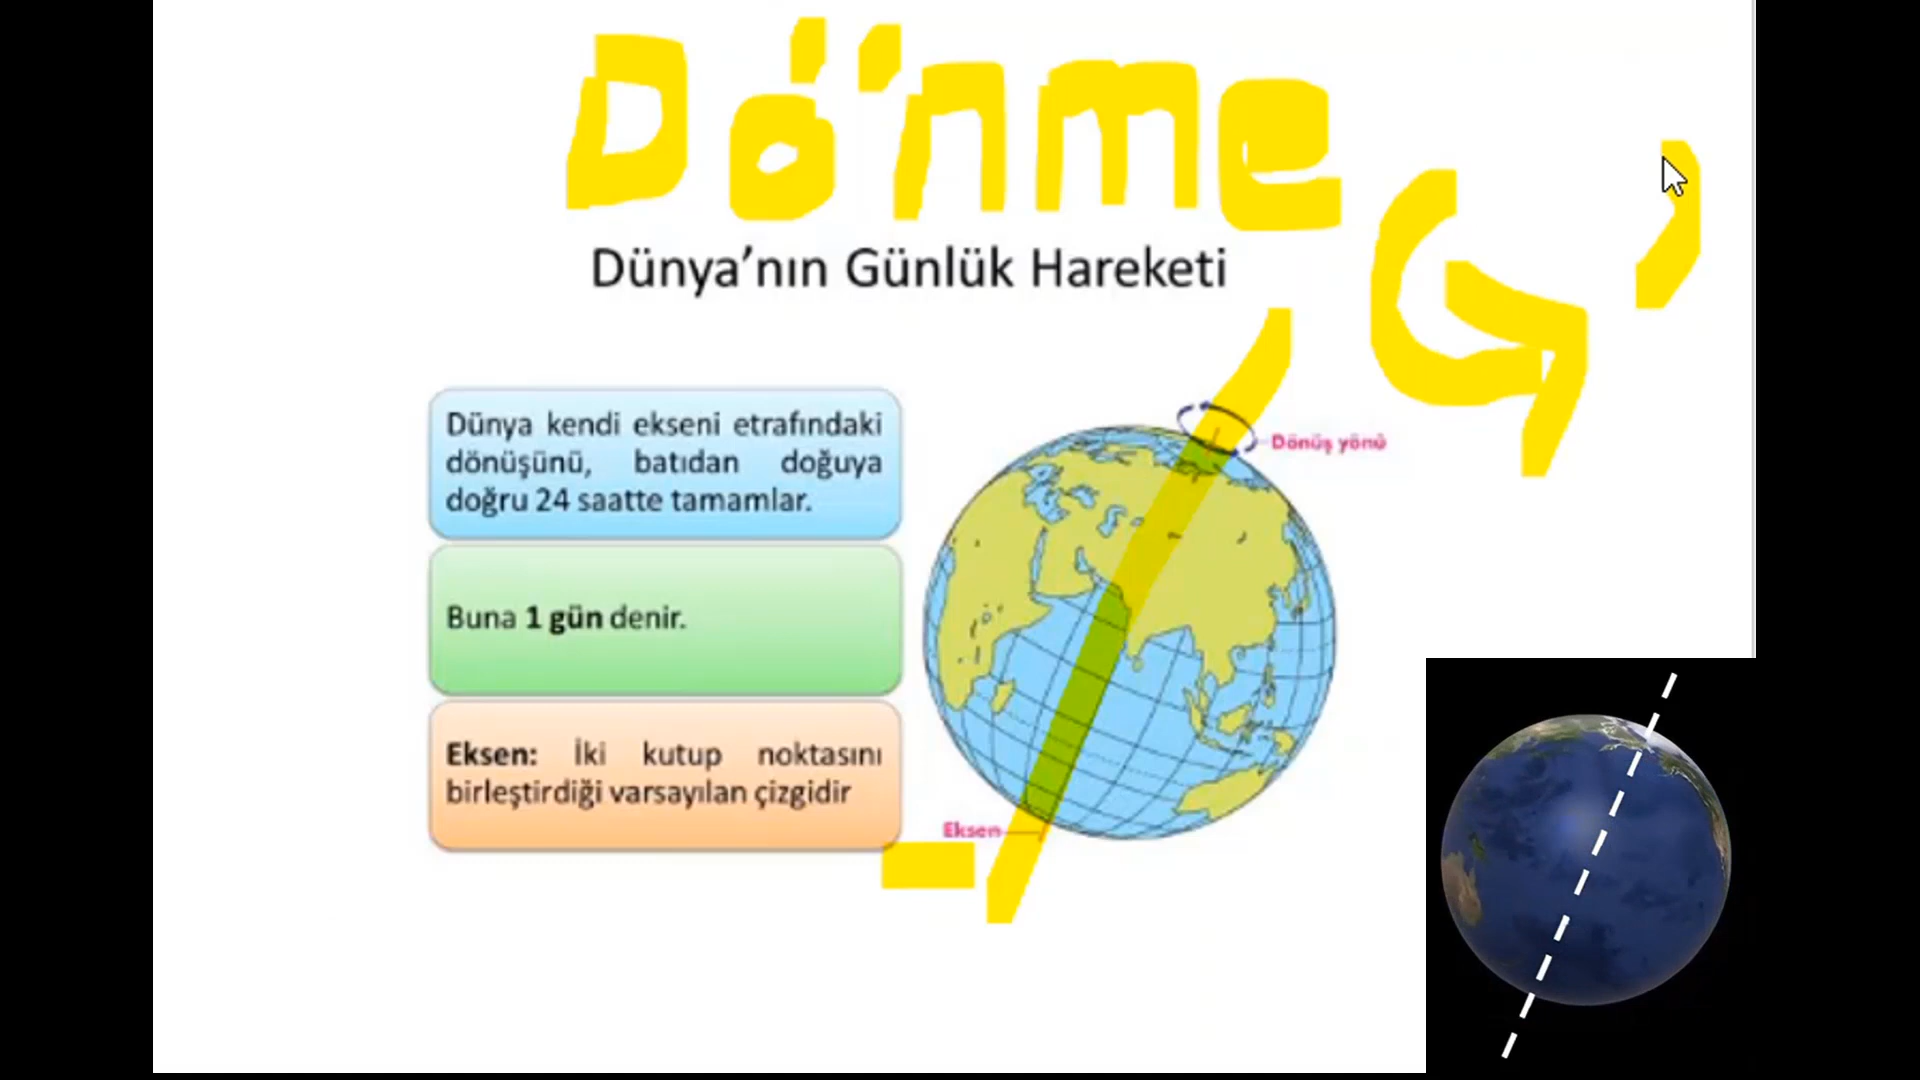 Dönme
Dünya’nın Günlük Hareketi
Dünya kendi ekseni etrafındaki
dönüşünü, batıdan doğuya
doğru 24 saatte tamamlar.
Buna 1 gün denir.
Eksen: İki kutup noktasını
birleştirdiği varsayılan çizgidir
Dönüş yönü
Eksen